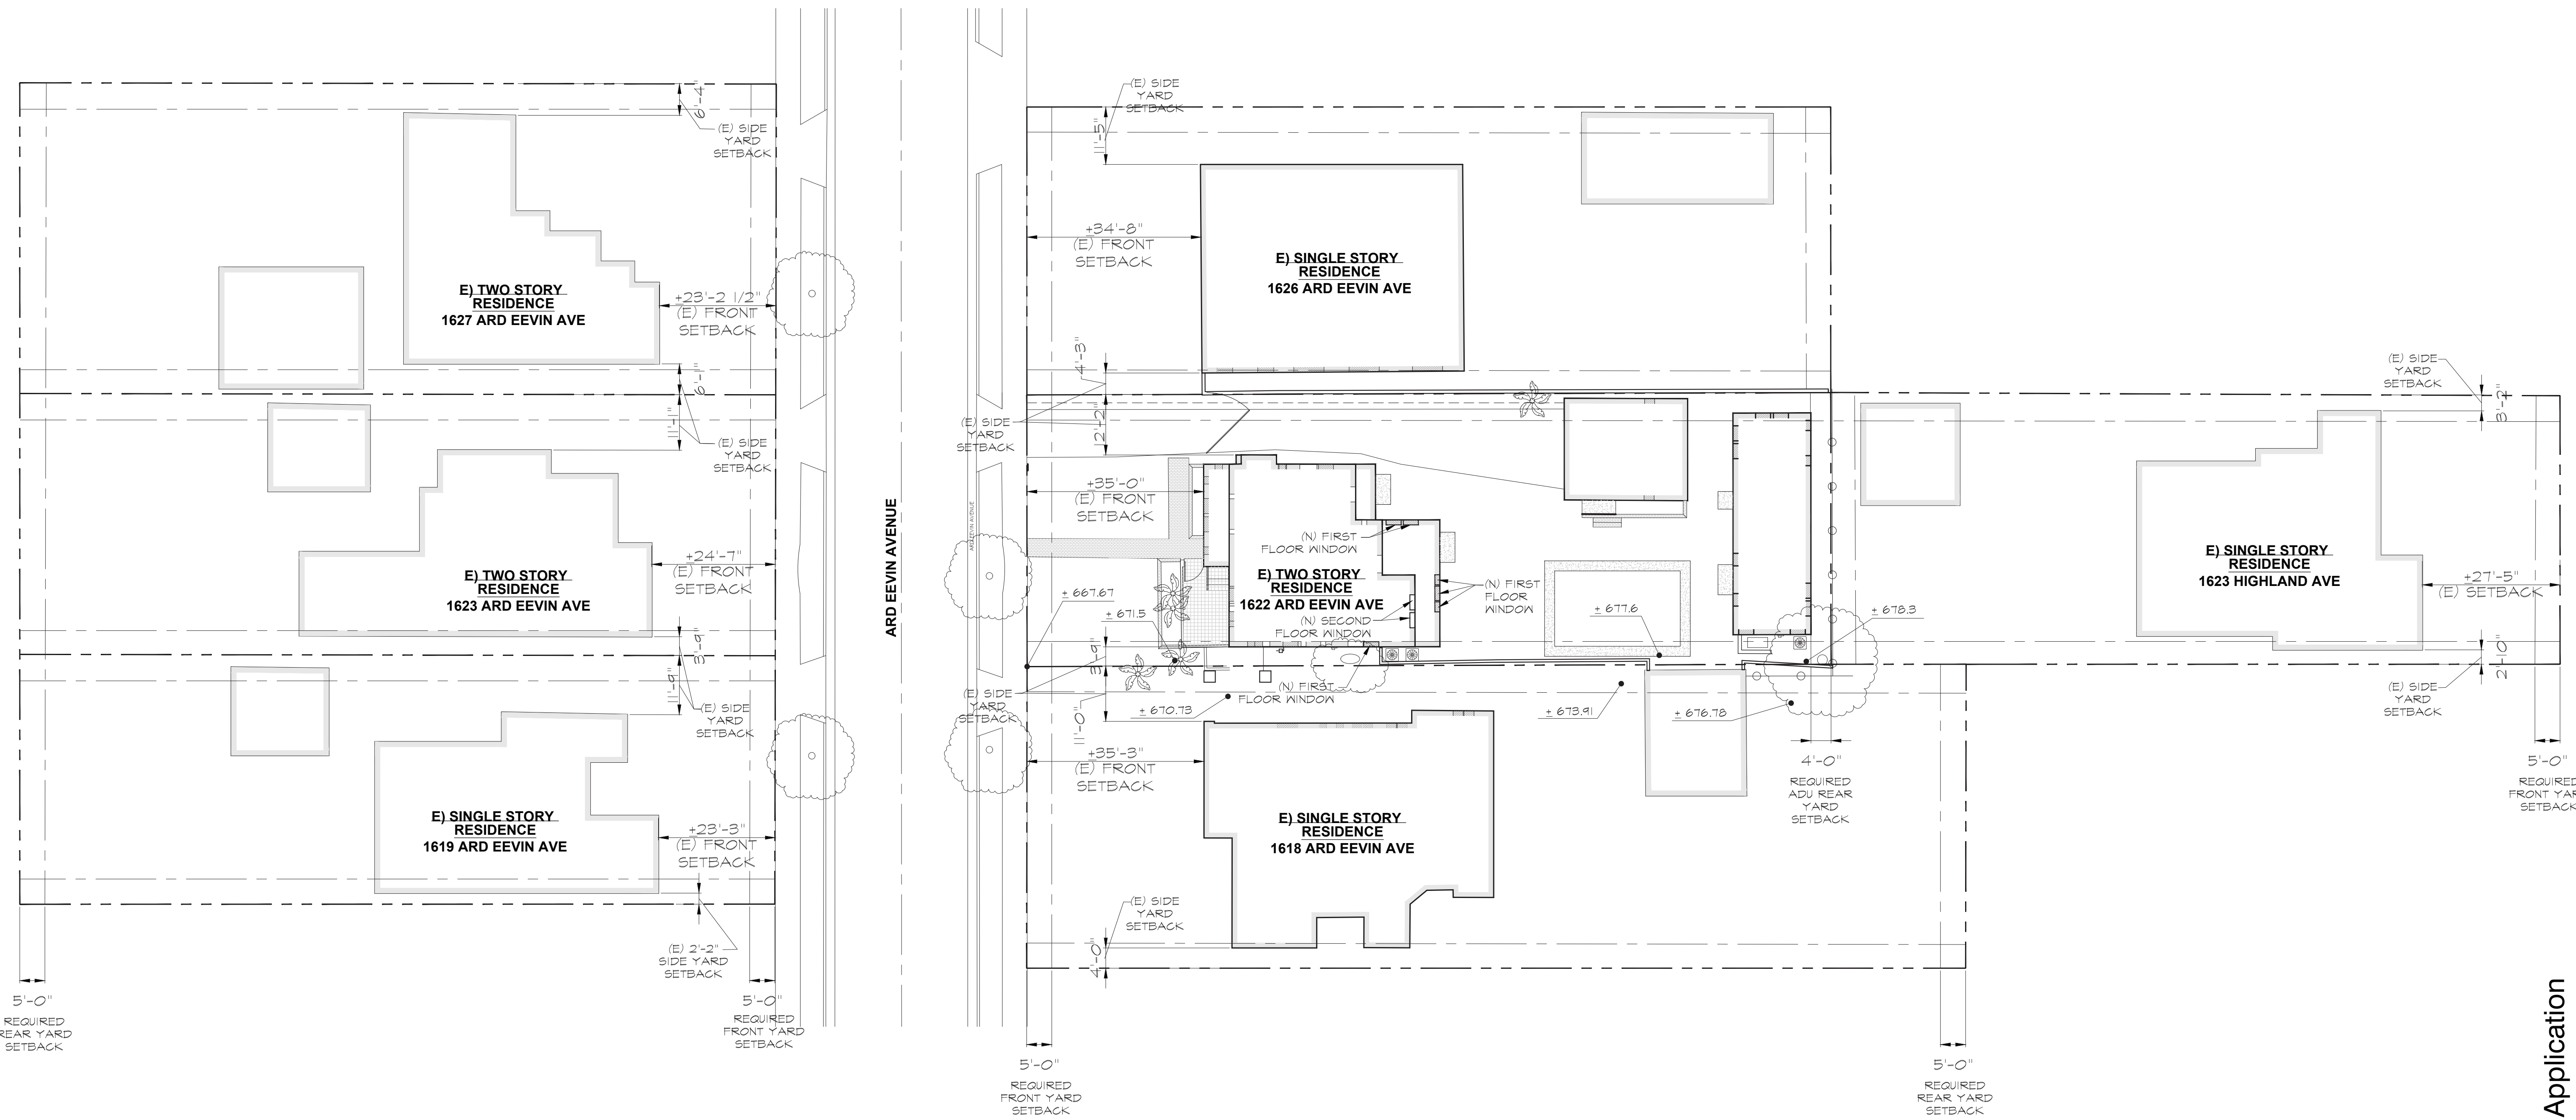 6'-4"
(E) SIDE
YARD
SETBACK
E) TWO STORY
RESIDENCE
1627 ARD EEVIN AVE
±23'-2 1/2"
(E) FRONT
SETBACK
6'-1"
11'-1"
(E) SIDE
YARD
SETBACK
E) TWO STORY
RESIDENCE
1623 ARD EEVIN AVE
±24'-7"
(E) FRONT
SETBACK
3'-9"
11'-9"
(E) SIDE
YARD
SETBACK
E) SINGLE STORY
RESIDENCE
1619 ARD EEVIN AVE
±23'-3"
(E) FRONT
SETBACK
(E) 2'-2"
SIDE YARD
SETBACK
5'-0"
REQUIRED
REAR YARD
SETBACK
5'-0"
REQUIRED
FRONT YARD
SETBACK
ARD EEVIN AVENUE
ARD EEVIN AVENUE
(E) SIDE
YARD
SETBACK
11'-5"
±34'-8"
(E) FRONT
SETBACK
E) SINGLE STORY
RESIDENCE
1626 ARD EEVIN AVE
4'-3"
12'-2"
(E) SIDE
YARD
SETBACK
±35'-0"
(E) FRONT
SETBACK
(N) FIRST
FLOOR WINDOW
E) TWO STORY
RESIDENCE
1622 ARD EEVIN AVE
(N) SECOND
FLOOR WINDOW
(N) FIRST
FLOOR
WINDOW
± 667.67
± 671.5
± 677.6
± 678.3
3'-9"
(E) SIDE
YARD
SETBACK
(N) FIRST
FLOOR WINDOW
± 670.73
± 673.91
± 676.78
11'-0"
±35'-3"
(E) FRONT
SETBACK
E) SINGLE STORY
RESIDENCE
1618 ARD EEVIN AVE
(E) SIDE
YARD
SETBACK
4'-0"
4'-0"
REQUIRED
ADU REAR
YARD
SETBACK
5'-0"
REQUIRED
FRONT YARD
SETBACK
5'-0"
REQUIRED
REAR YARD
SETBACK
(E) SIDE
YARD
SETBACK
3'-2"
E) SINGLE STORY
RESIDENCE
1623 HIGHLAND AVE
±27'-5"
(E) SETBACK
(E) SIDE
YARD
SETBACK
2'-0"
5'-0"
REQUIRED
FRONT YARD
SETBACK
Application